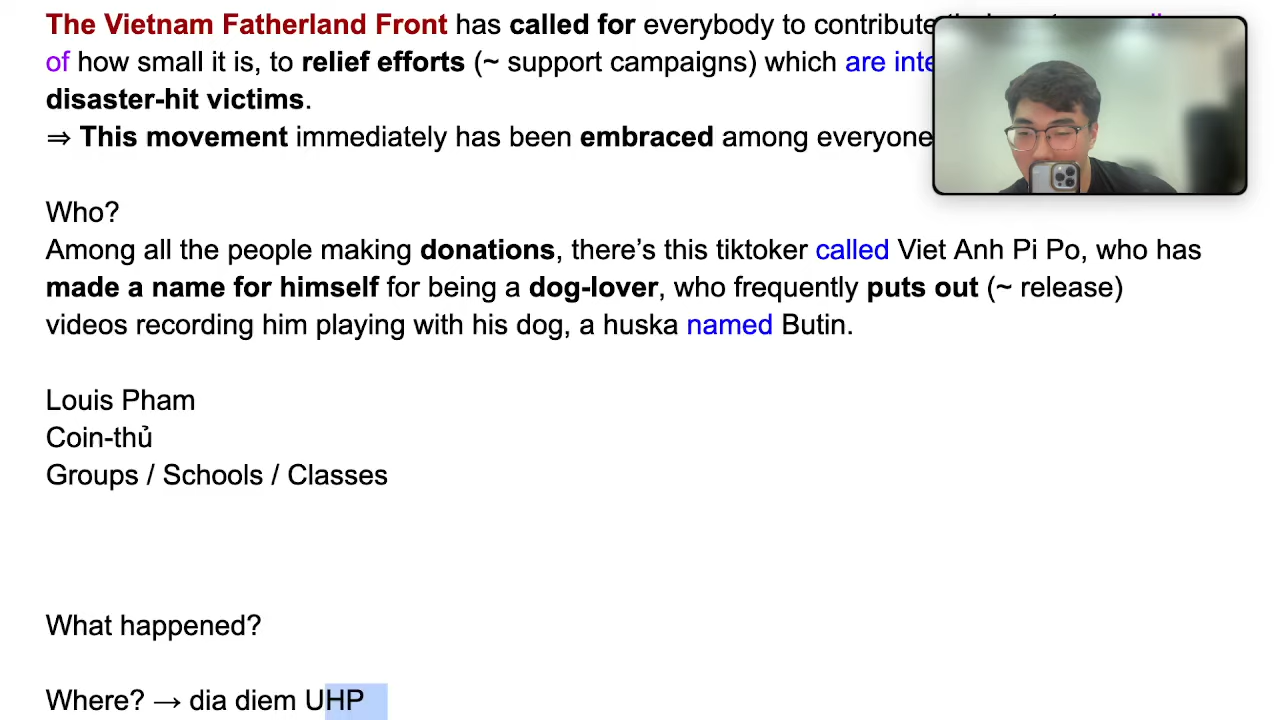 The Vietnam Fatherland Front has called for everybody to contribute
of how small it is, to relief efforts (~ support campaigns) which are
disaster-hit victims.
⇒ This movement immediately has been embraced among everyone
Who?
Among all the people making donations, there’s this tiktoker called Viet Anh Pi Po, who has
made a name for himself for being a dog-lover, who frequently puts out (~ release)
videos recording him playing with his dog, a huska named Butin.
Louis Pham
Coin-thủ
Groups / Schools / Classes
What happened?
Where? → dia diem UHP